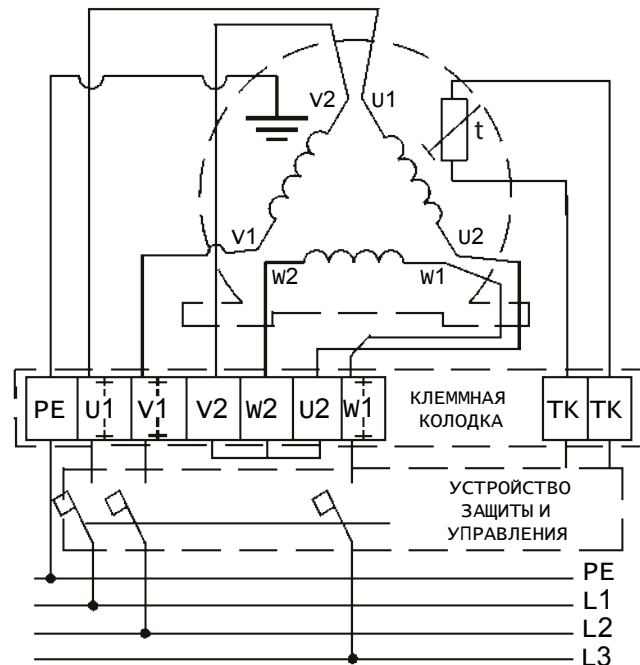 V2 U1
t
V1 U2
W2 W1
PE U1 V1 V2 W2 U2 W1 КЛЕММНАЯ КОЛОДКА TK TK
УСТРОЙСТВО
ЗАЩИТЫ И
УПРАВЛЕНИЯ
PE
L1
L2
L3